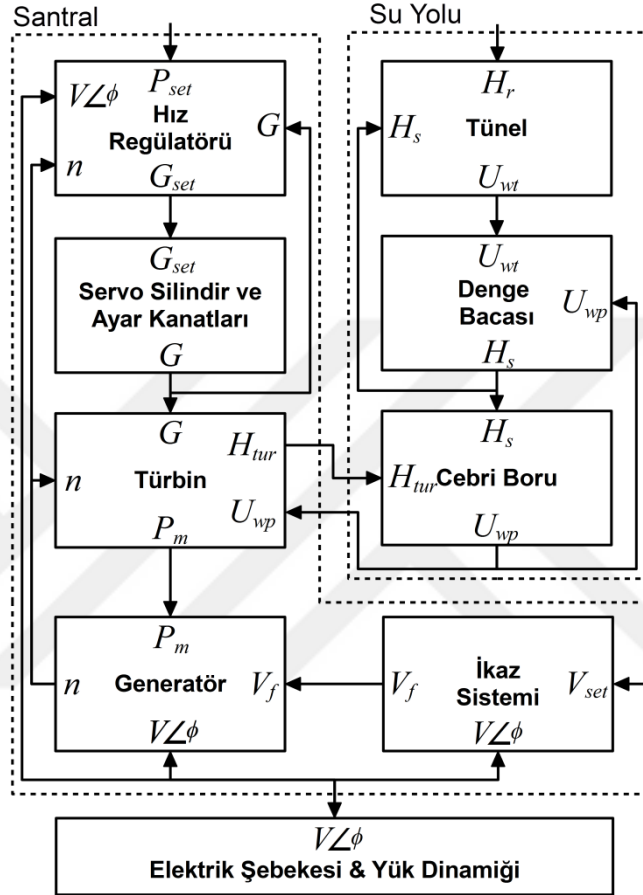 Santral
Su Yolu
P_set
V∠ϕ
Hız
Regülatörü
G
n
G_set
H_r
H_s
Tünel
U_wt
G_set
Servo Silindir ve
Ayar Kanatları
G
U_wt
Denge
Bacası
U_wp
H_s
G
H_tur
n
Türbin
U_wp
P_m
H_s
H_tur
Cebri Boru
U_wp
P_m
n
Generatör
V_f
V∠ϕ
V_f
İkaz
Sistemi
V_set
V∠ϕ
V∠ϕ
Elektrik Şebekesi & Yük Dinamiği